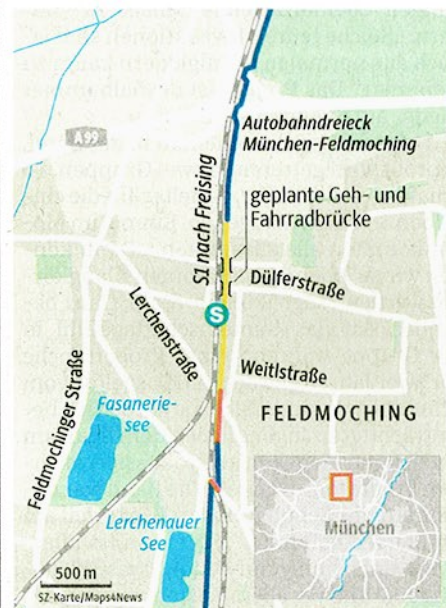 A99
Autobahndreieck
München-Feldmoching
S1 nach Freising
geplante Geh- und
Fahrradbrücke
Dülferstraße
S
Lerchenstraße
Weitlstraße
Feldmochinger Straße
Fasanerie-
see
FELDMOCHING
München
Lerchenauer
See
500 m
SZ-Karte/Maps4News